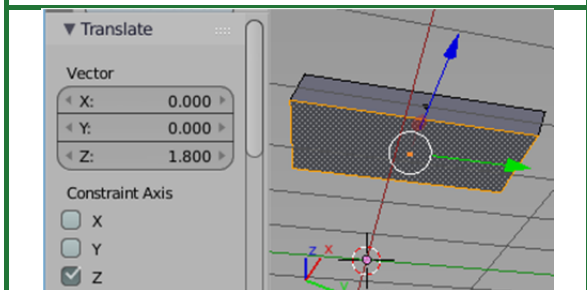 Translate
Vector
X: 0.000
Y: 0.000
Z: 1.800
Constraint Axis
X
Y
Z
z x
y